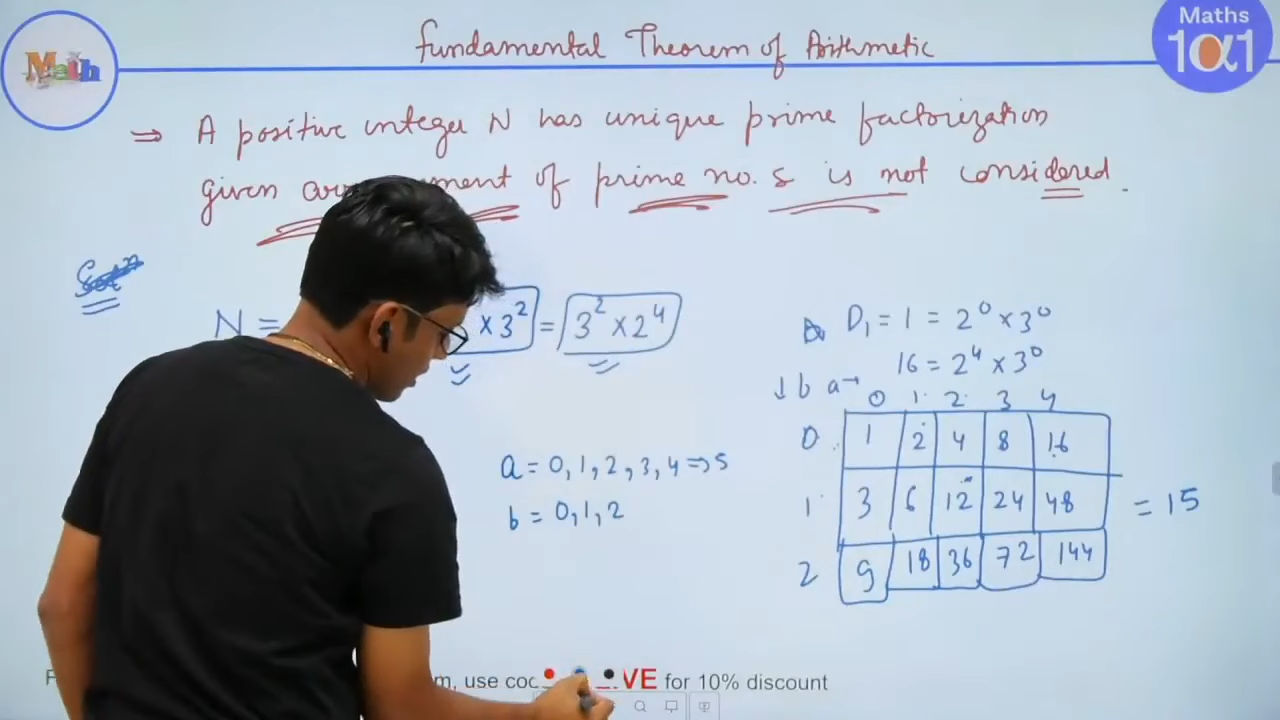 Math
Fundamental Theorem of Arithmetic
Maths
1α1
⇒ A positive integer N has unique prime factorization
given of prime no. s is not considered.
N = × 3² = 3² × 2⁴
D₁ = 1 = 2⁰ × 3⁰
16 = 2⁴ × 3⁰
↓ b a→
0 1 2 3 4
0 1 2 4 8 16
1 3 6 12 24 48
2 9 18 36 72 144
= 15
a = 0, 1, 2, 3, 4 ⇒ 5
b = 0, 1, 2
use VE for 10% discount